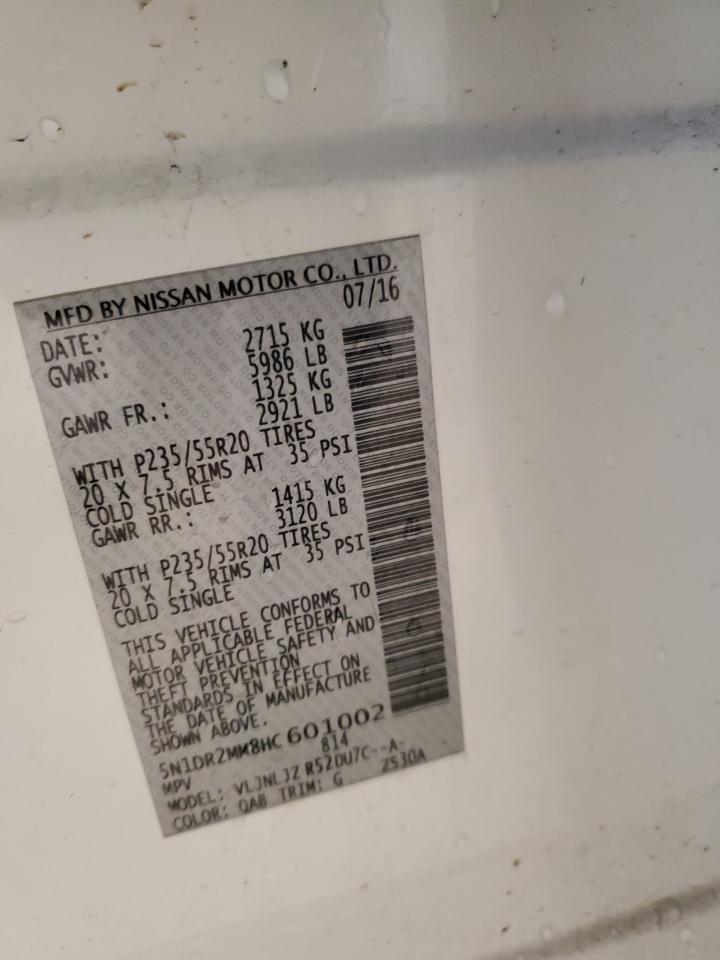 MFD BY NISSAN MOTOR CO., LTD.
DATE: 07/16
GVWR: 2715 KG
5986 LB
GAWR FR.: 1325 KG
2921 LB
WITH P235/55R20 TIRES
20 X 7.5 RIMS AT 35 PSI
COLD SINGLE
GAWR RR.: 1415 KG
3120 LB
WITH P235/55R20 TIRES
20 X 7.5 RIMS AT 35 PSI
COLD SINGLE
THIS VEHICLE CONFORMS TO
ALL APPLICABLE FEDERAL
MOTOR VEHICLE SAFETY AND
THEFT PREVENTION
STANDARDS IN EFFECT ON
THE DATE OF MANUFACTURE
SHOWN ABOVE.
5N1DR2MM8HC 601002
MPV 814
MODEL: VLJNLJZ R52DU7C--A-
COLOR: QAB TRIM: G ZS30A